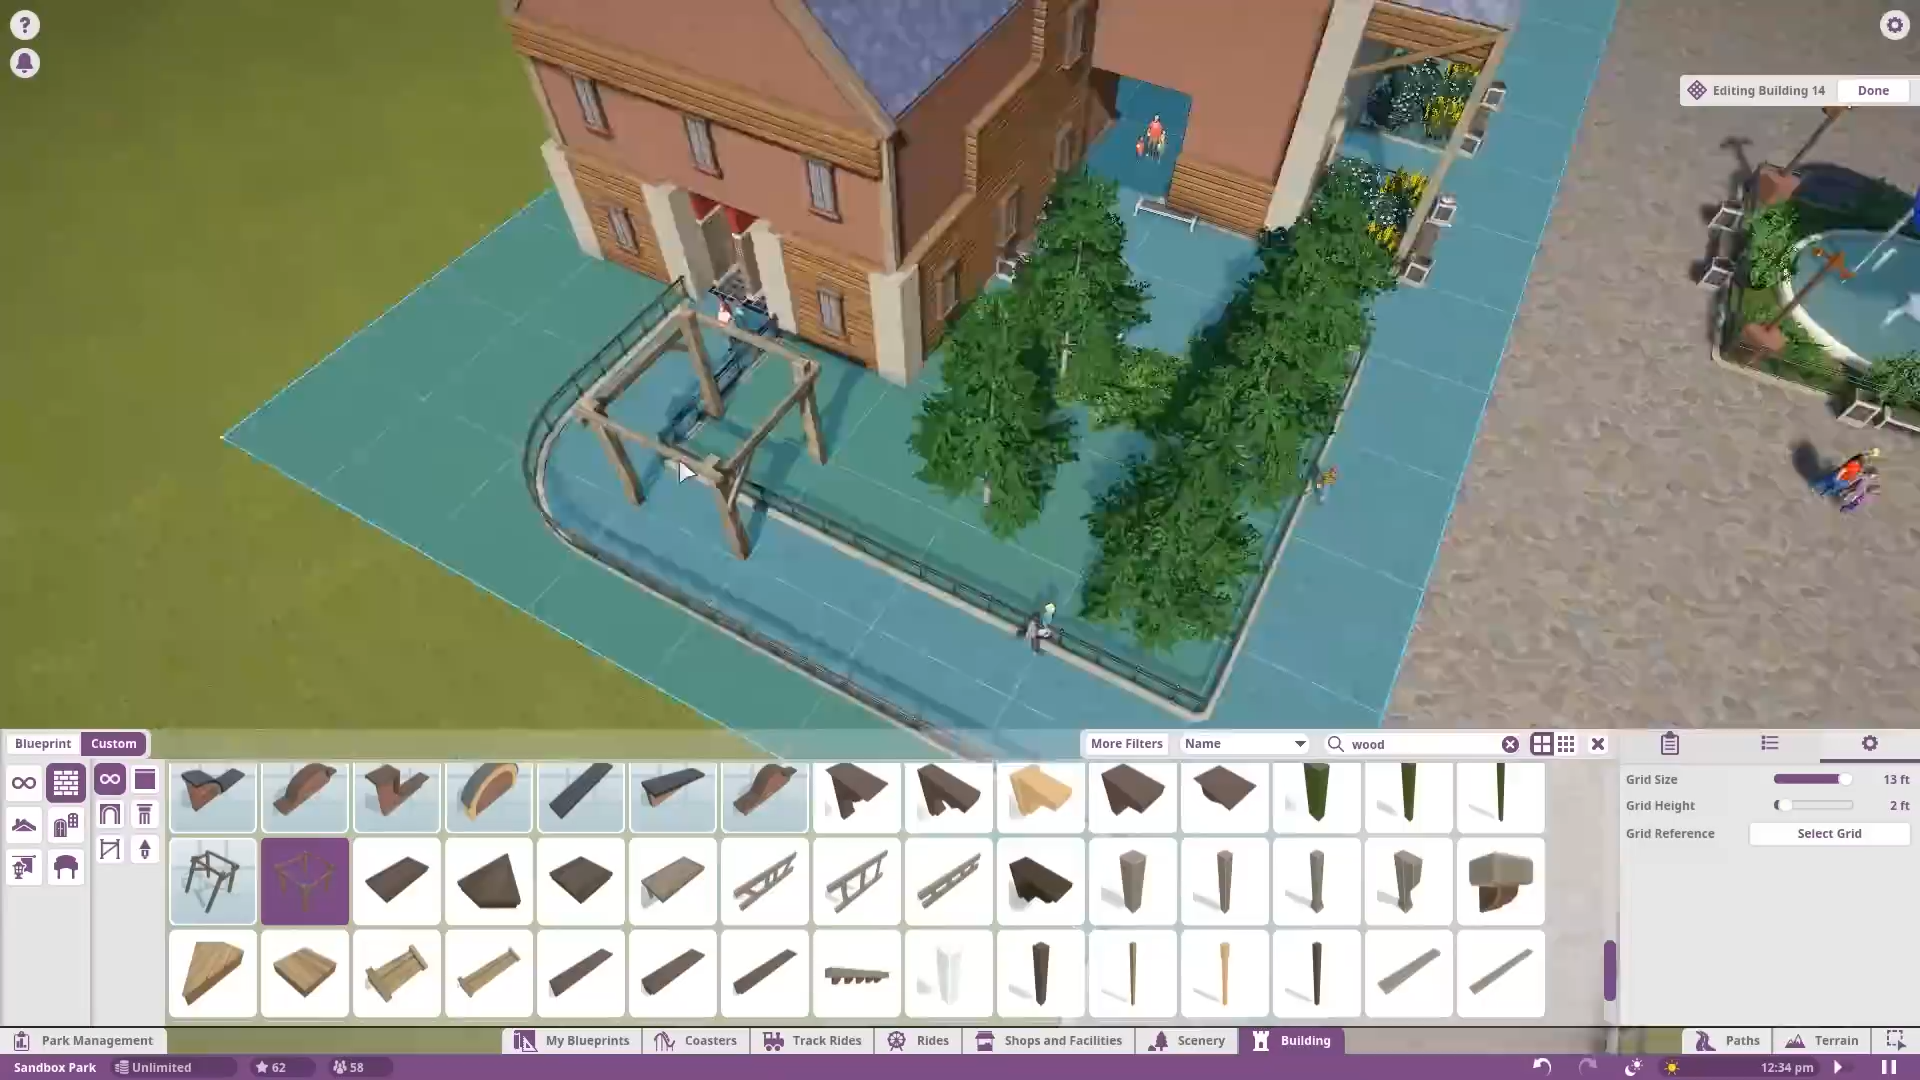 ?
Editing Building 14 Done
Blueprint Custom More Filters Name wood
Grid Size 13 ft
Grid Height 2 ft
Grid Reference Select Grid
Park Management My Blueprints Coasters Track Rides Rides Shops and Facilities Scenery Building Paths Terrain
Sandbox Park Unlimited 62 58 12:34 pm